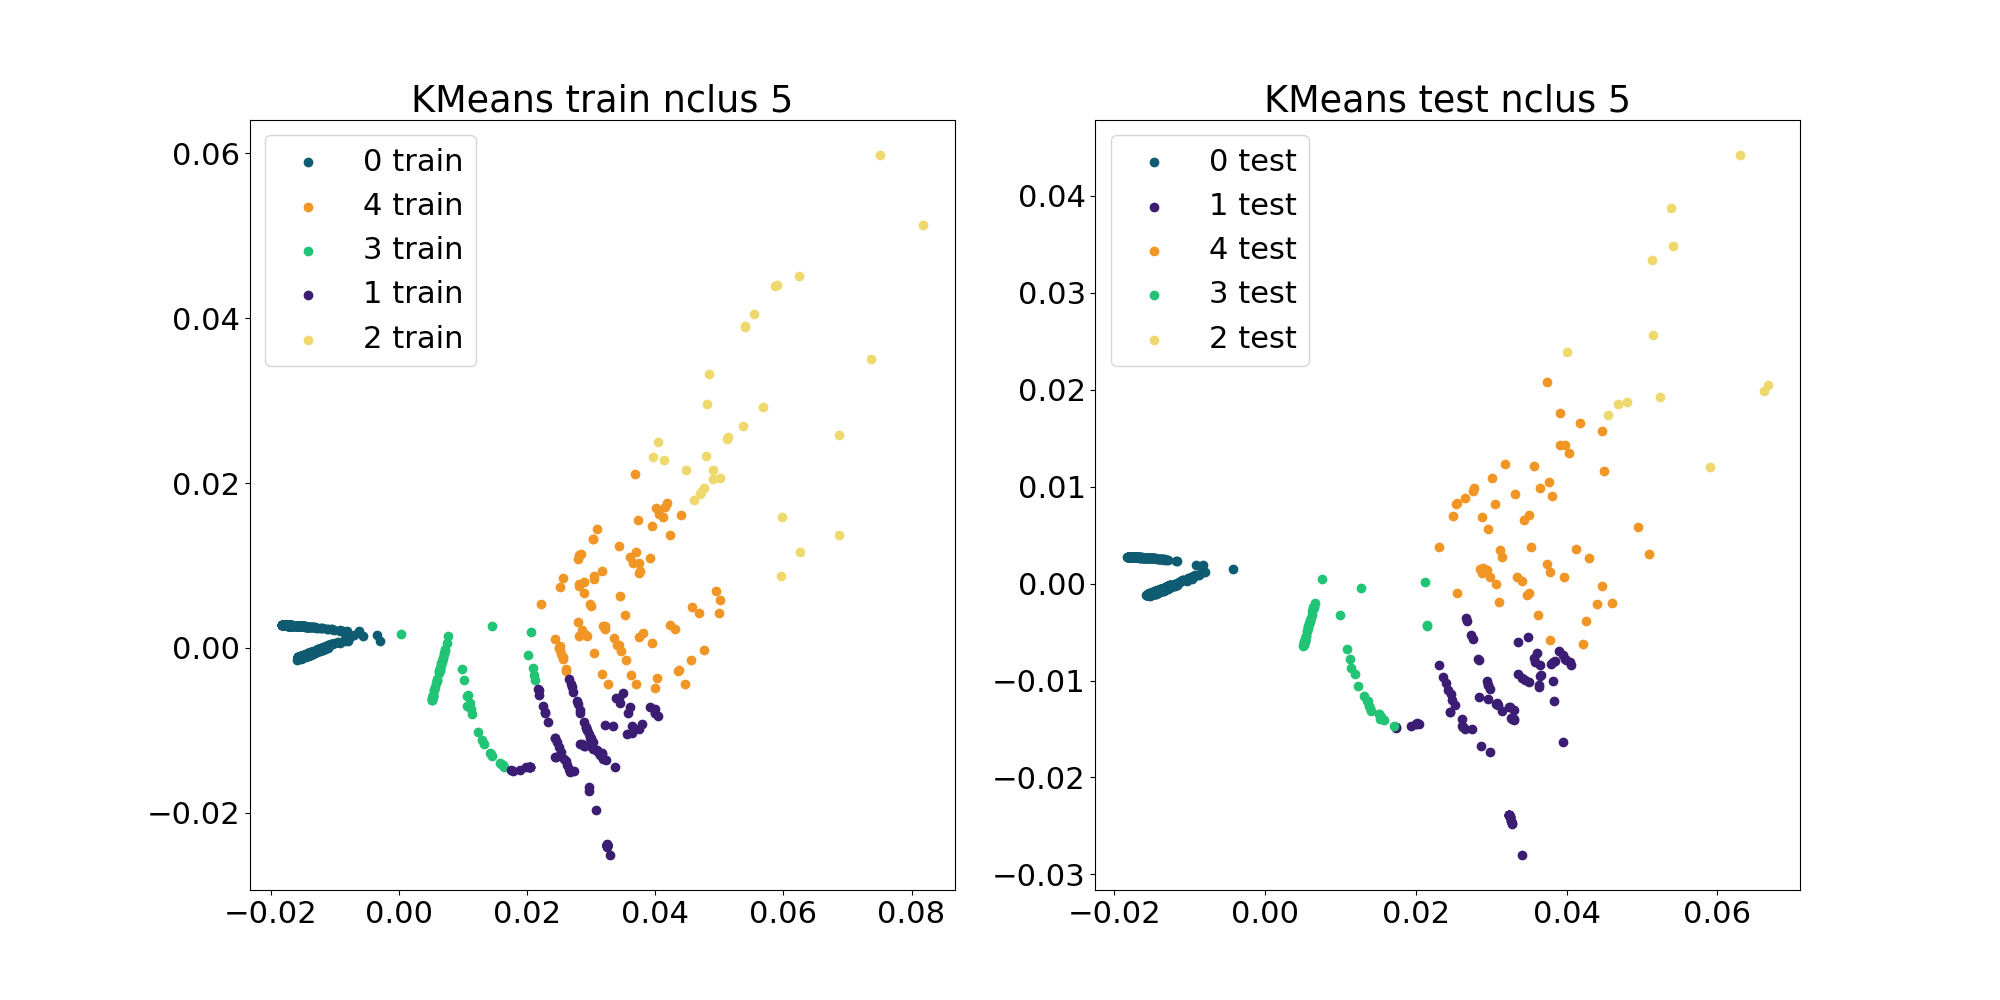 KMeans train nclus 5
0 train
4 train
3 train
1 train
2 train
0.06
0.04
0.02
0.00
−0.02
−0.02 0.00 0.02 0.04 0.06 0.08
KMeans test nclus 5
0 test
1 test
4 test
3 test
2 test
0.04
0.03
0.02
0.01
0.00
−0.01
−0.02
−0.03
−0.02 0.00 0.02 0.04 0.06